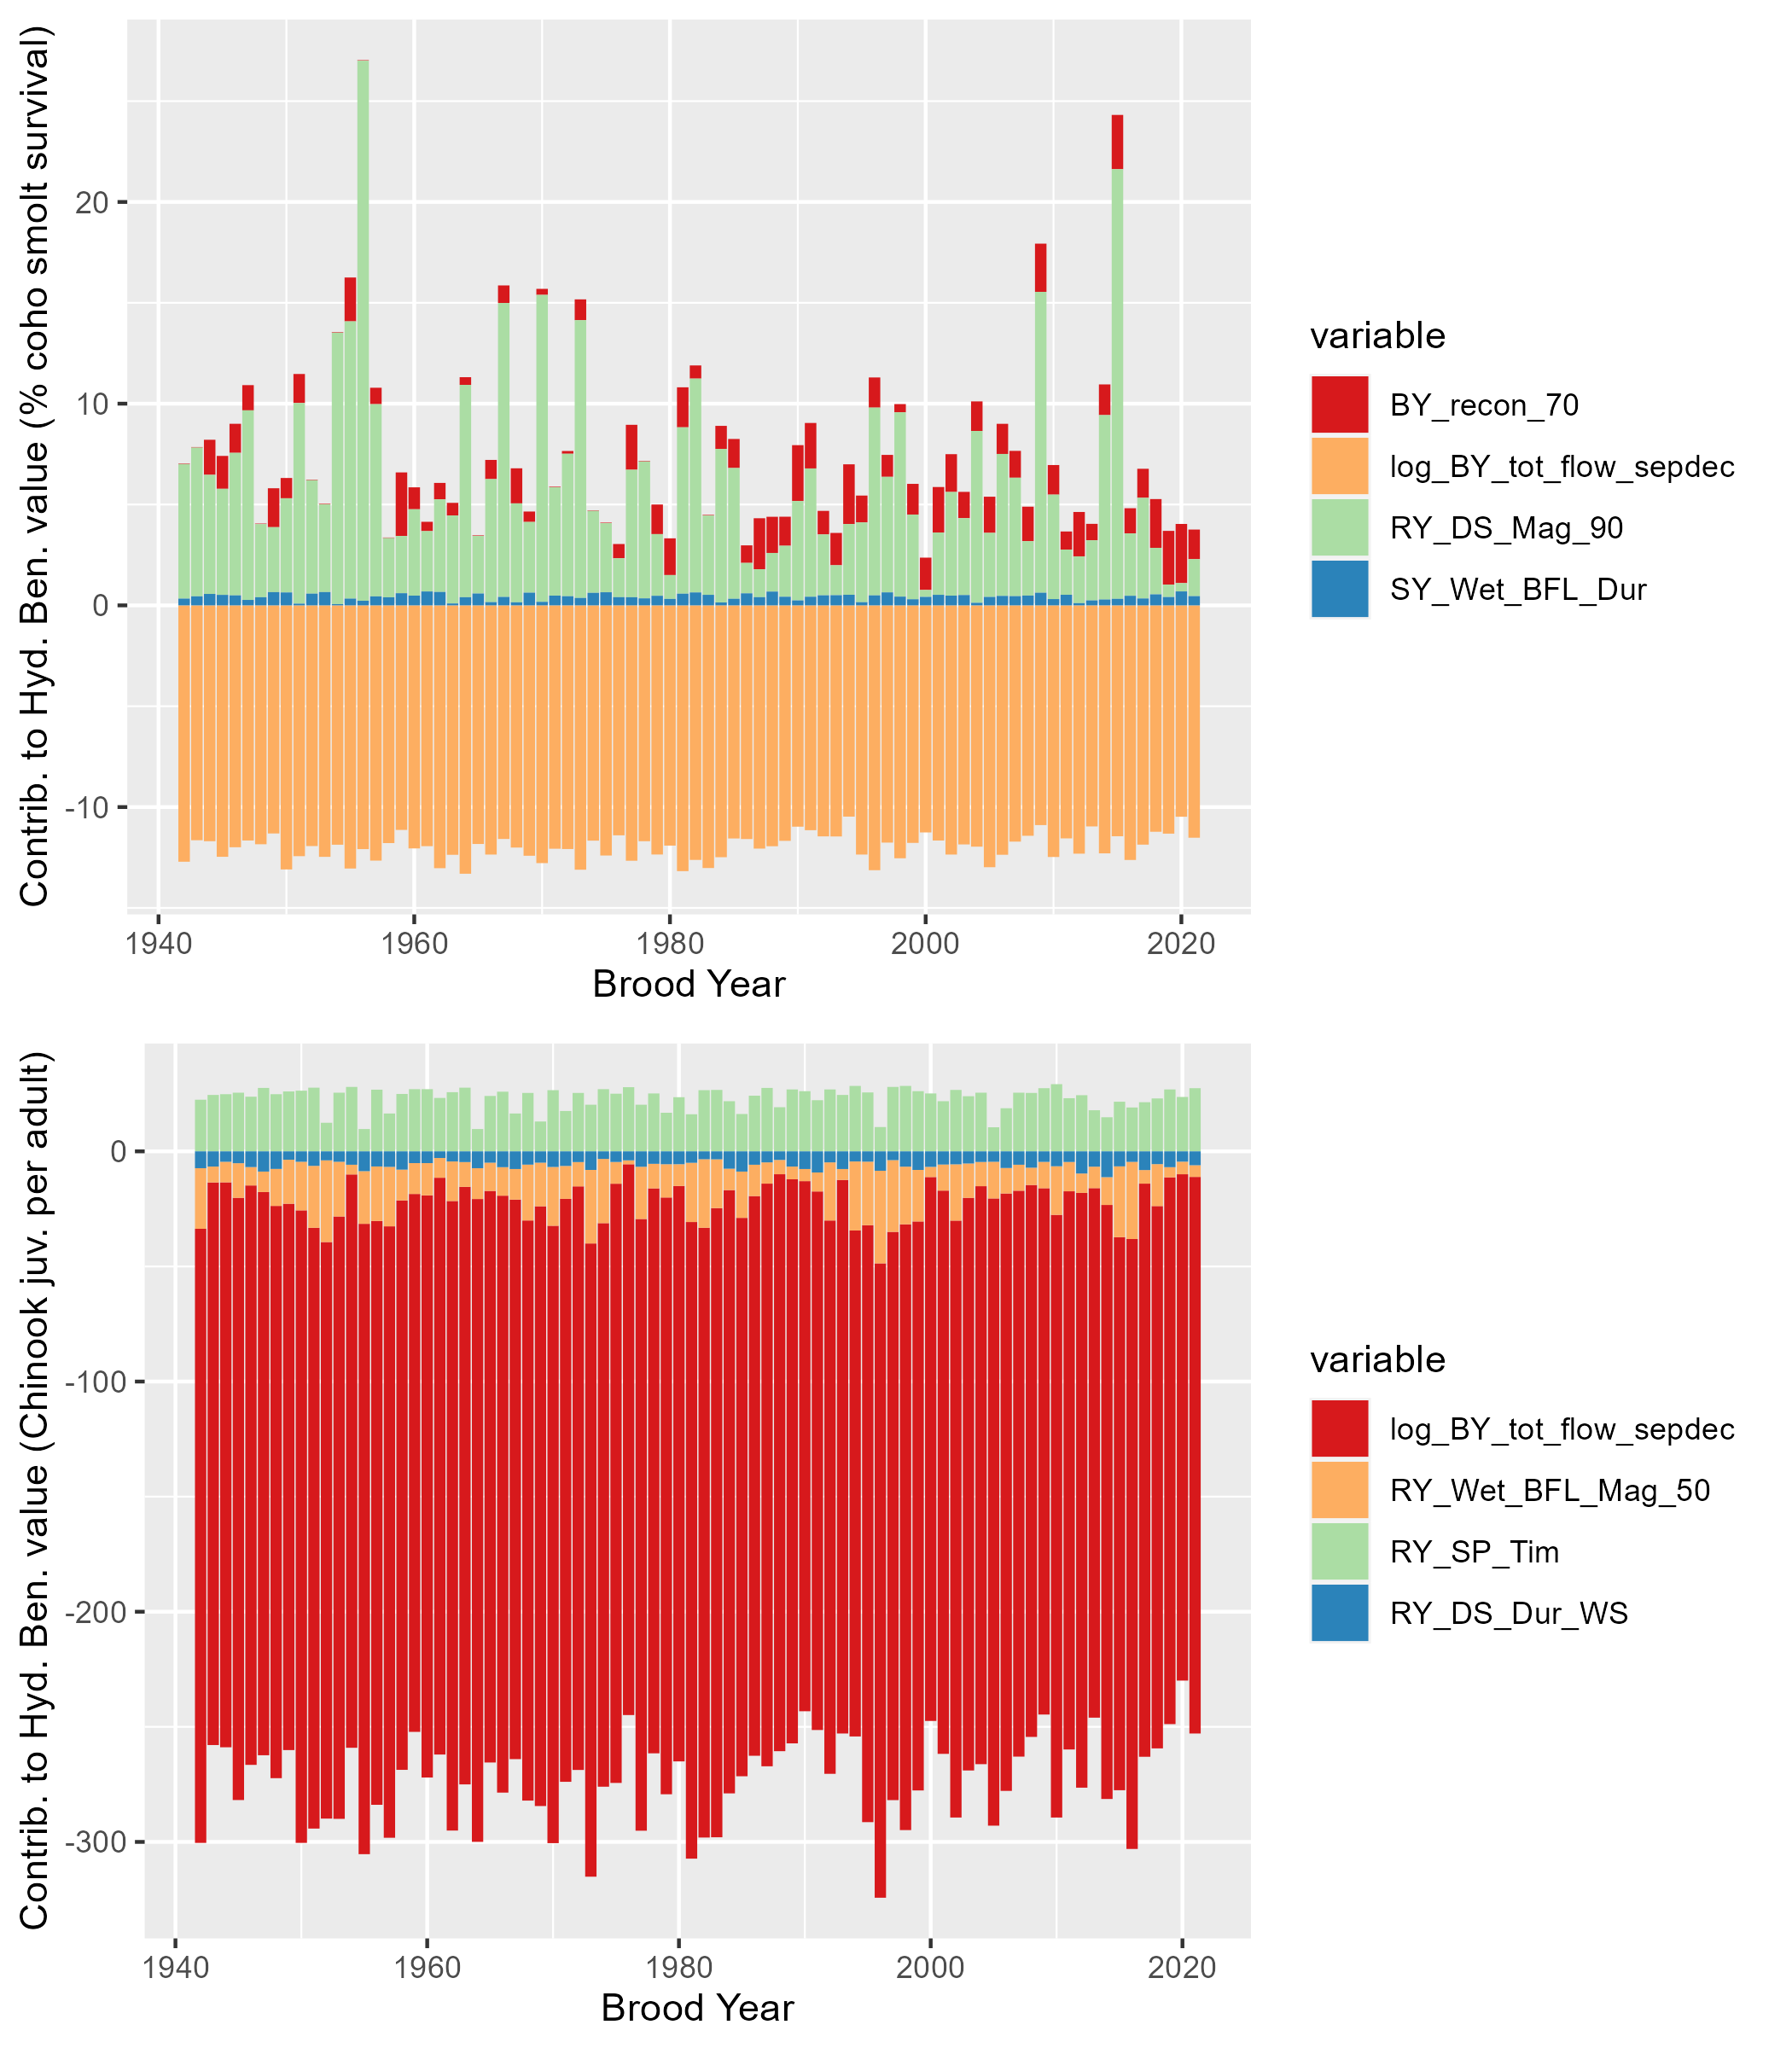 Contrib. to Hyd. Ben. value (% coho smolt survival)
20
10
0
-10
1940 1960 1980 2000 2020
Brood Year
variable
BY_recon_70
log_BY_tot_flow_sepdec
RY_DS_Mag_90
SY_Wet_BFL_Dur
Contrib. to Hyd. Ben. value (Chinook juv. per adult)
0
-100
-200
-300
1940 1960 1980 2000 2020
Brood Year
variable
log_BY_tot_flow_sepdec
RY_Wet_BFL_Mag_50
RY_SP_Tim
RY_DS_Dur_WS